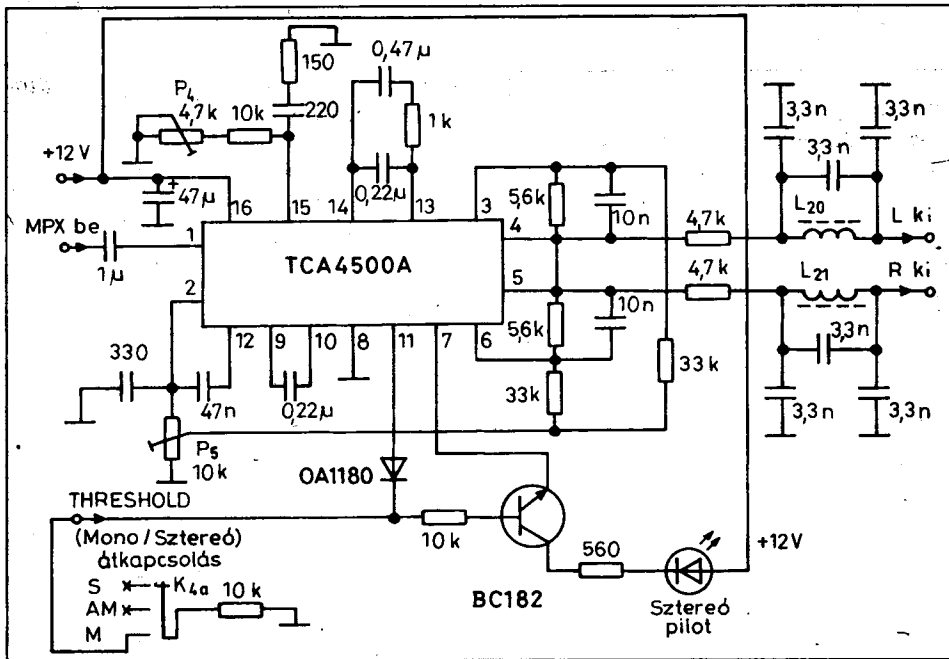 150
0,47µ
P4
4,7k
10k
220
1k
+12V
47µ
0,22µ
16
15
14
13
3
5,6k
10n
3,3n
3,3n
3,3n
MPX be
1µ
1
2
TCA4500A
4
5
4,7k
L20
L ki
4,7k
L21
R ki
10n
5,6k
3,3n
12
9
10
8
11
7
6
330
47n
0,22µ
33k
33k
3,3n
3,3n
P5
10k
OA1180
THRESHOLD
(Mono/Sztereó)
átkapcsolás
10k
560
+12V
S
K4a
10k
AM
M
BC182
Sztereó
pilot